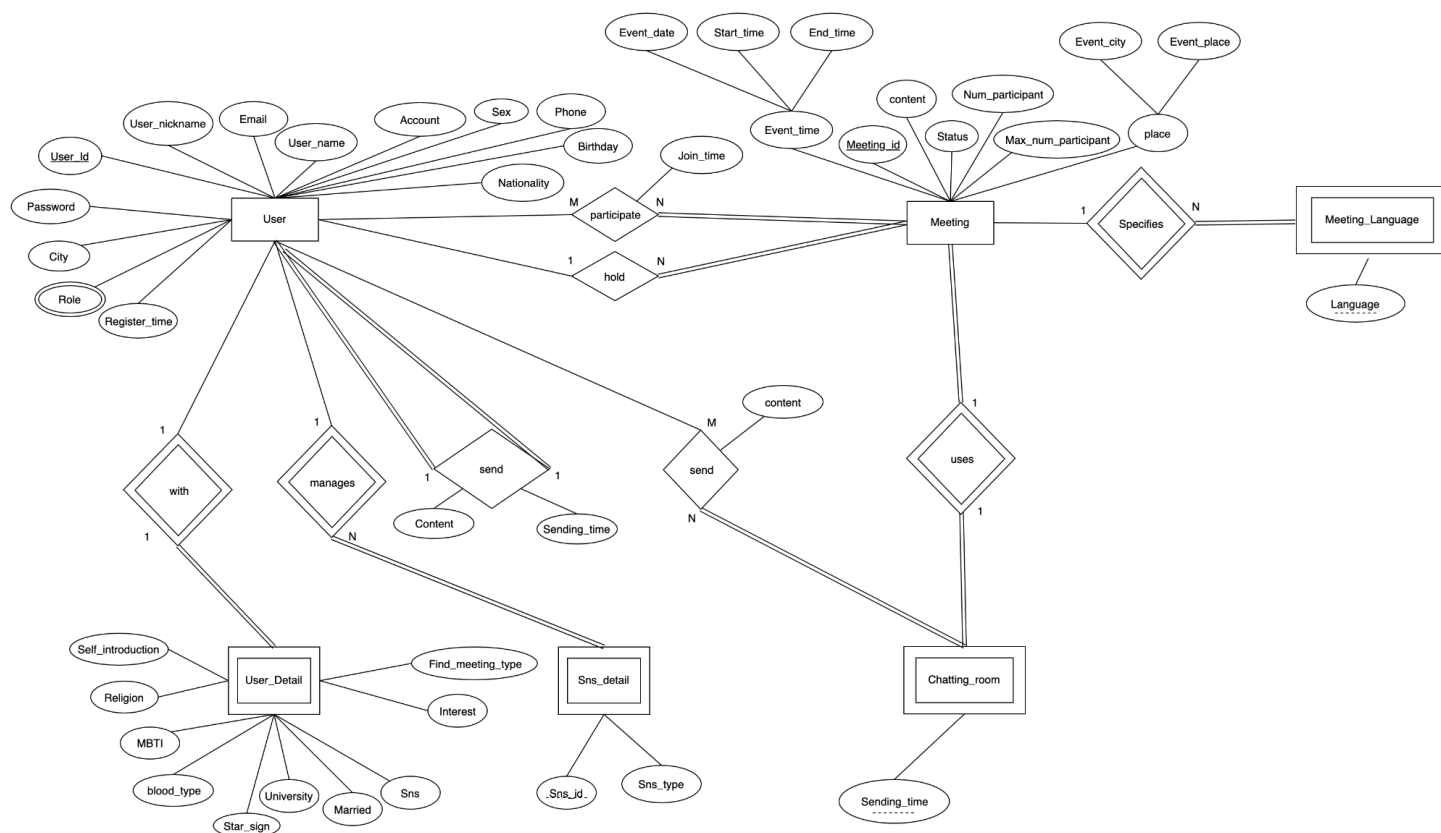 Event_date
Start_time
End_time
Event_city
Event_place
User_nickname
Email
User_name
Account
Sex
Phone
Birthday
Nationality
User_Id
Password
City
Role
Register_time
User
Join_time
M
participate
N
1
hold
N
Event_time
content
Num_participant
Meeting_id
Status
Max_num_participant
place
Meeting
1
Specifies
N
Meeting_Language
Language
1
with
1
1
manages
N
1
send
1
Content
Sending_time
content
M
send
N
1
uses
1
Self_introduction
Religion
MBTI
blood_type
Star_sign
University
Married
Sns
Interest
Find_meeting_type
User_Detail
Sns_detail
Sns_id
Sns_type
Chatting_room
Sending_time